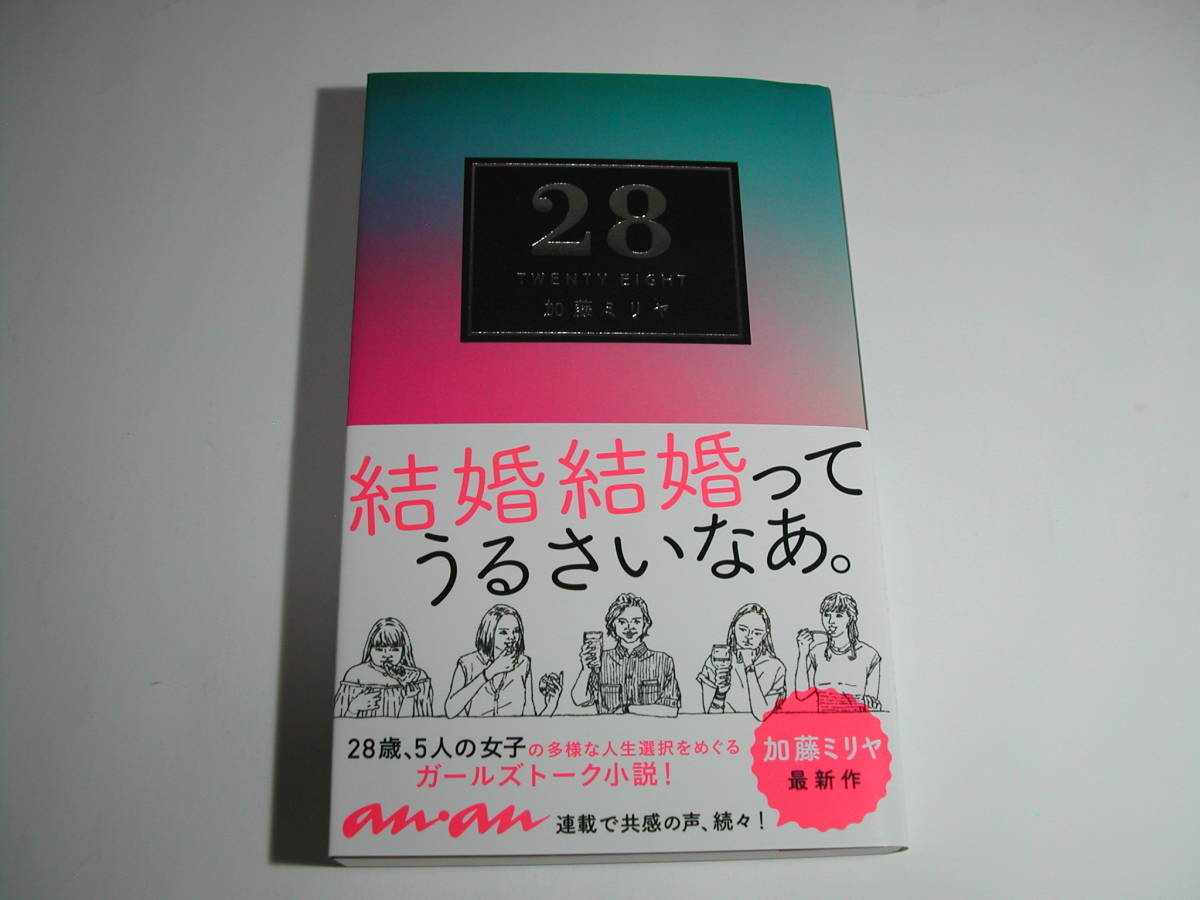 28
TWENTY EIGHT
加藤ミリヤ
結婚結婚って
うるさいなあ。
28歳、5人の女子の多様な人生選択をめぐる
ガールズトーク小説!
an・an 連載で共感の声、続々!
加藤ミリヤ
最新作